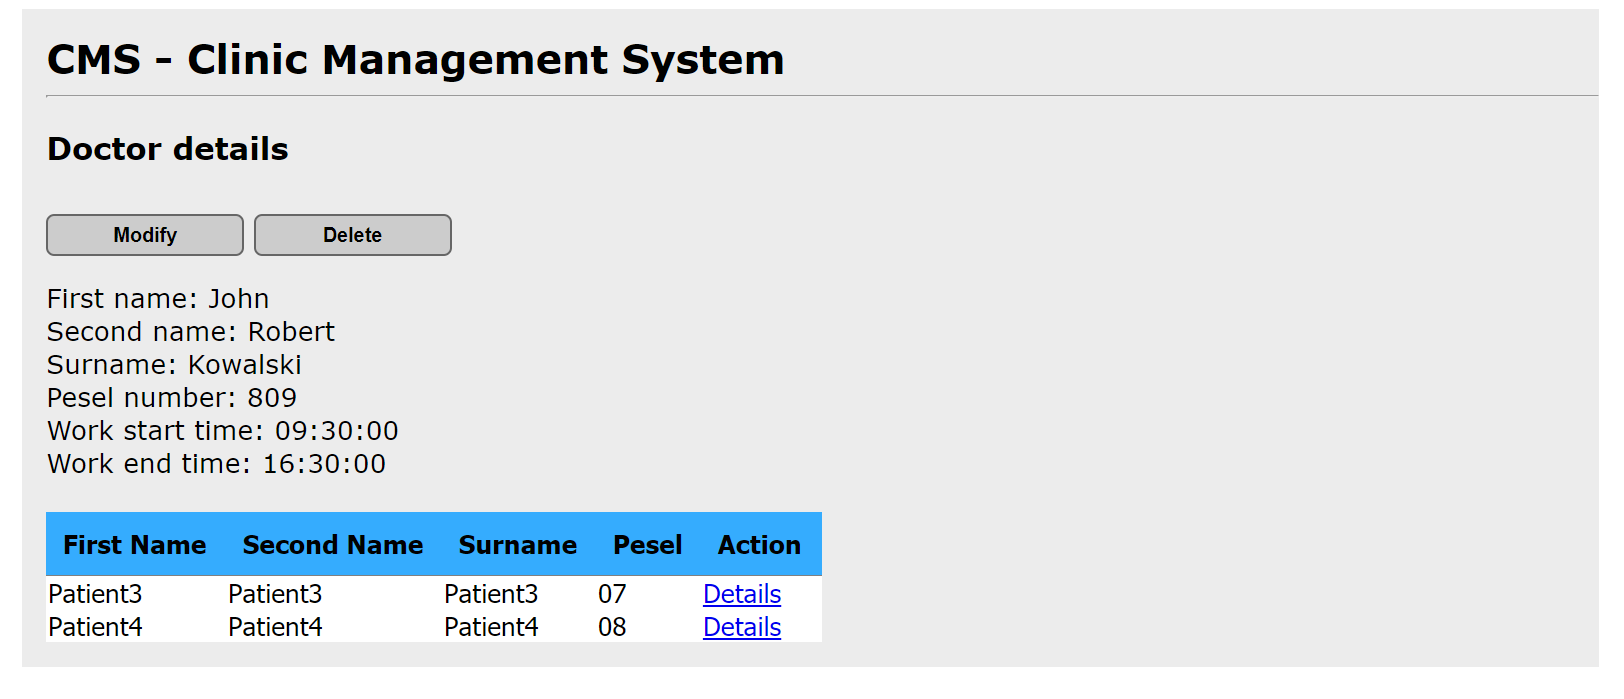 CMS - Clinic Management System
Doctor details
Modify Delete
First name: John
Second name: Robert
Surname: Kowalski
Pesel number: 809
Work start time: 09:30:00
Work end time: 16:30:00
First Name Second Name Surname Pesel Action
Patient3 Patient3 Patient3 07 Details
Patient4 Patient4 Patient4 08 Details